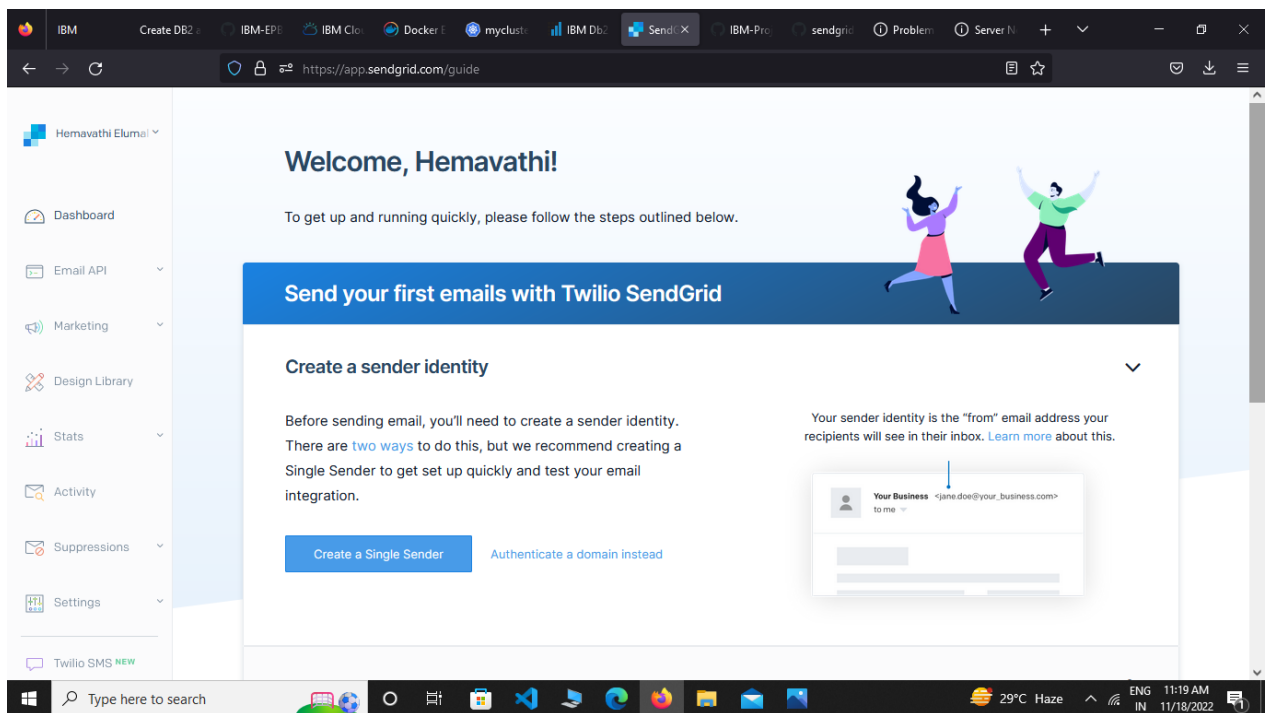 IBM Create DB2 a IBM-EPB IBM Clo Docker E mycluste IBM Db2 SendG IBM-Proj sendgrid Problem Server N
https://app.sendgrid.com/guide
Hemavathi Elumal
Welcome, Hemavathi!
To get up and running quickly, please follow the steps outlined below.
Dashboard
Email API
Marketing
Design Library
Stats
Activity
Suppressions
Settings
Twilio SMS NEW
Send your first emails with Twilio SendGrid
Create a sender identity
Before sending email, you'll need to create a sender identity.
There are two ways to do this, but we recommend creating a
Single Sender to get set up quickly and test your email
integration.
Create a Single Sender Authenticate a domain instead
Your sender identity is the "from" email address your
recipients will see in their inbox. Learn more about this.
Your Business <jane.doe@your_business.com>
to me
Type here to search
29°C Haze
ENG
IN
11:19 AM
11/18/2022
1